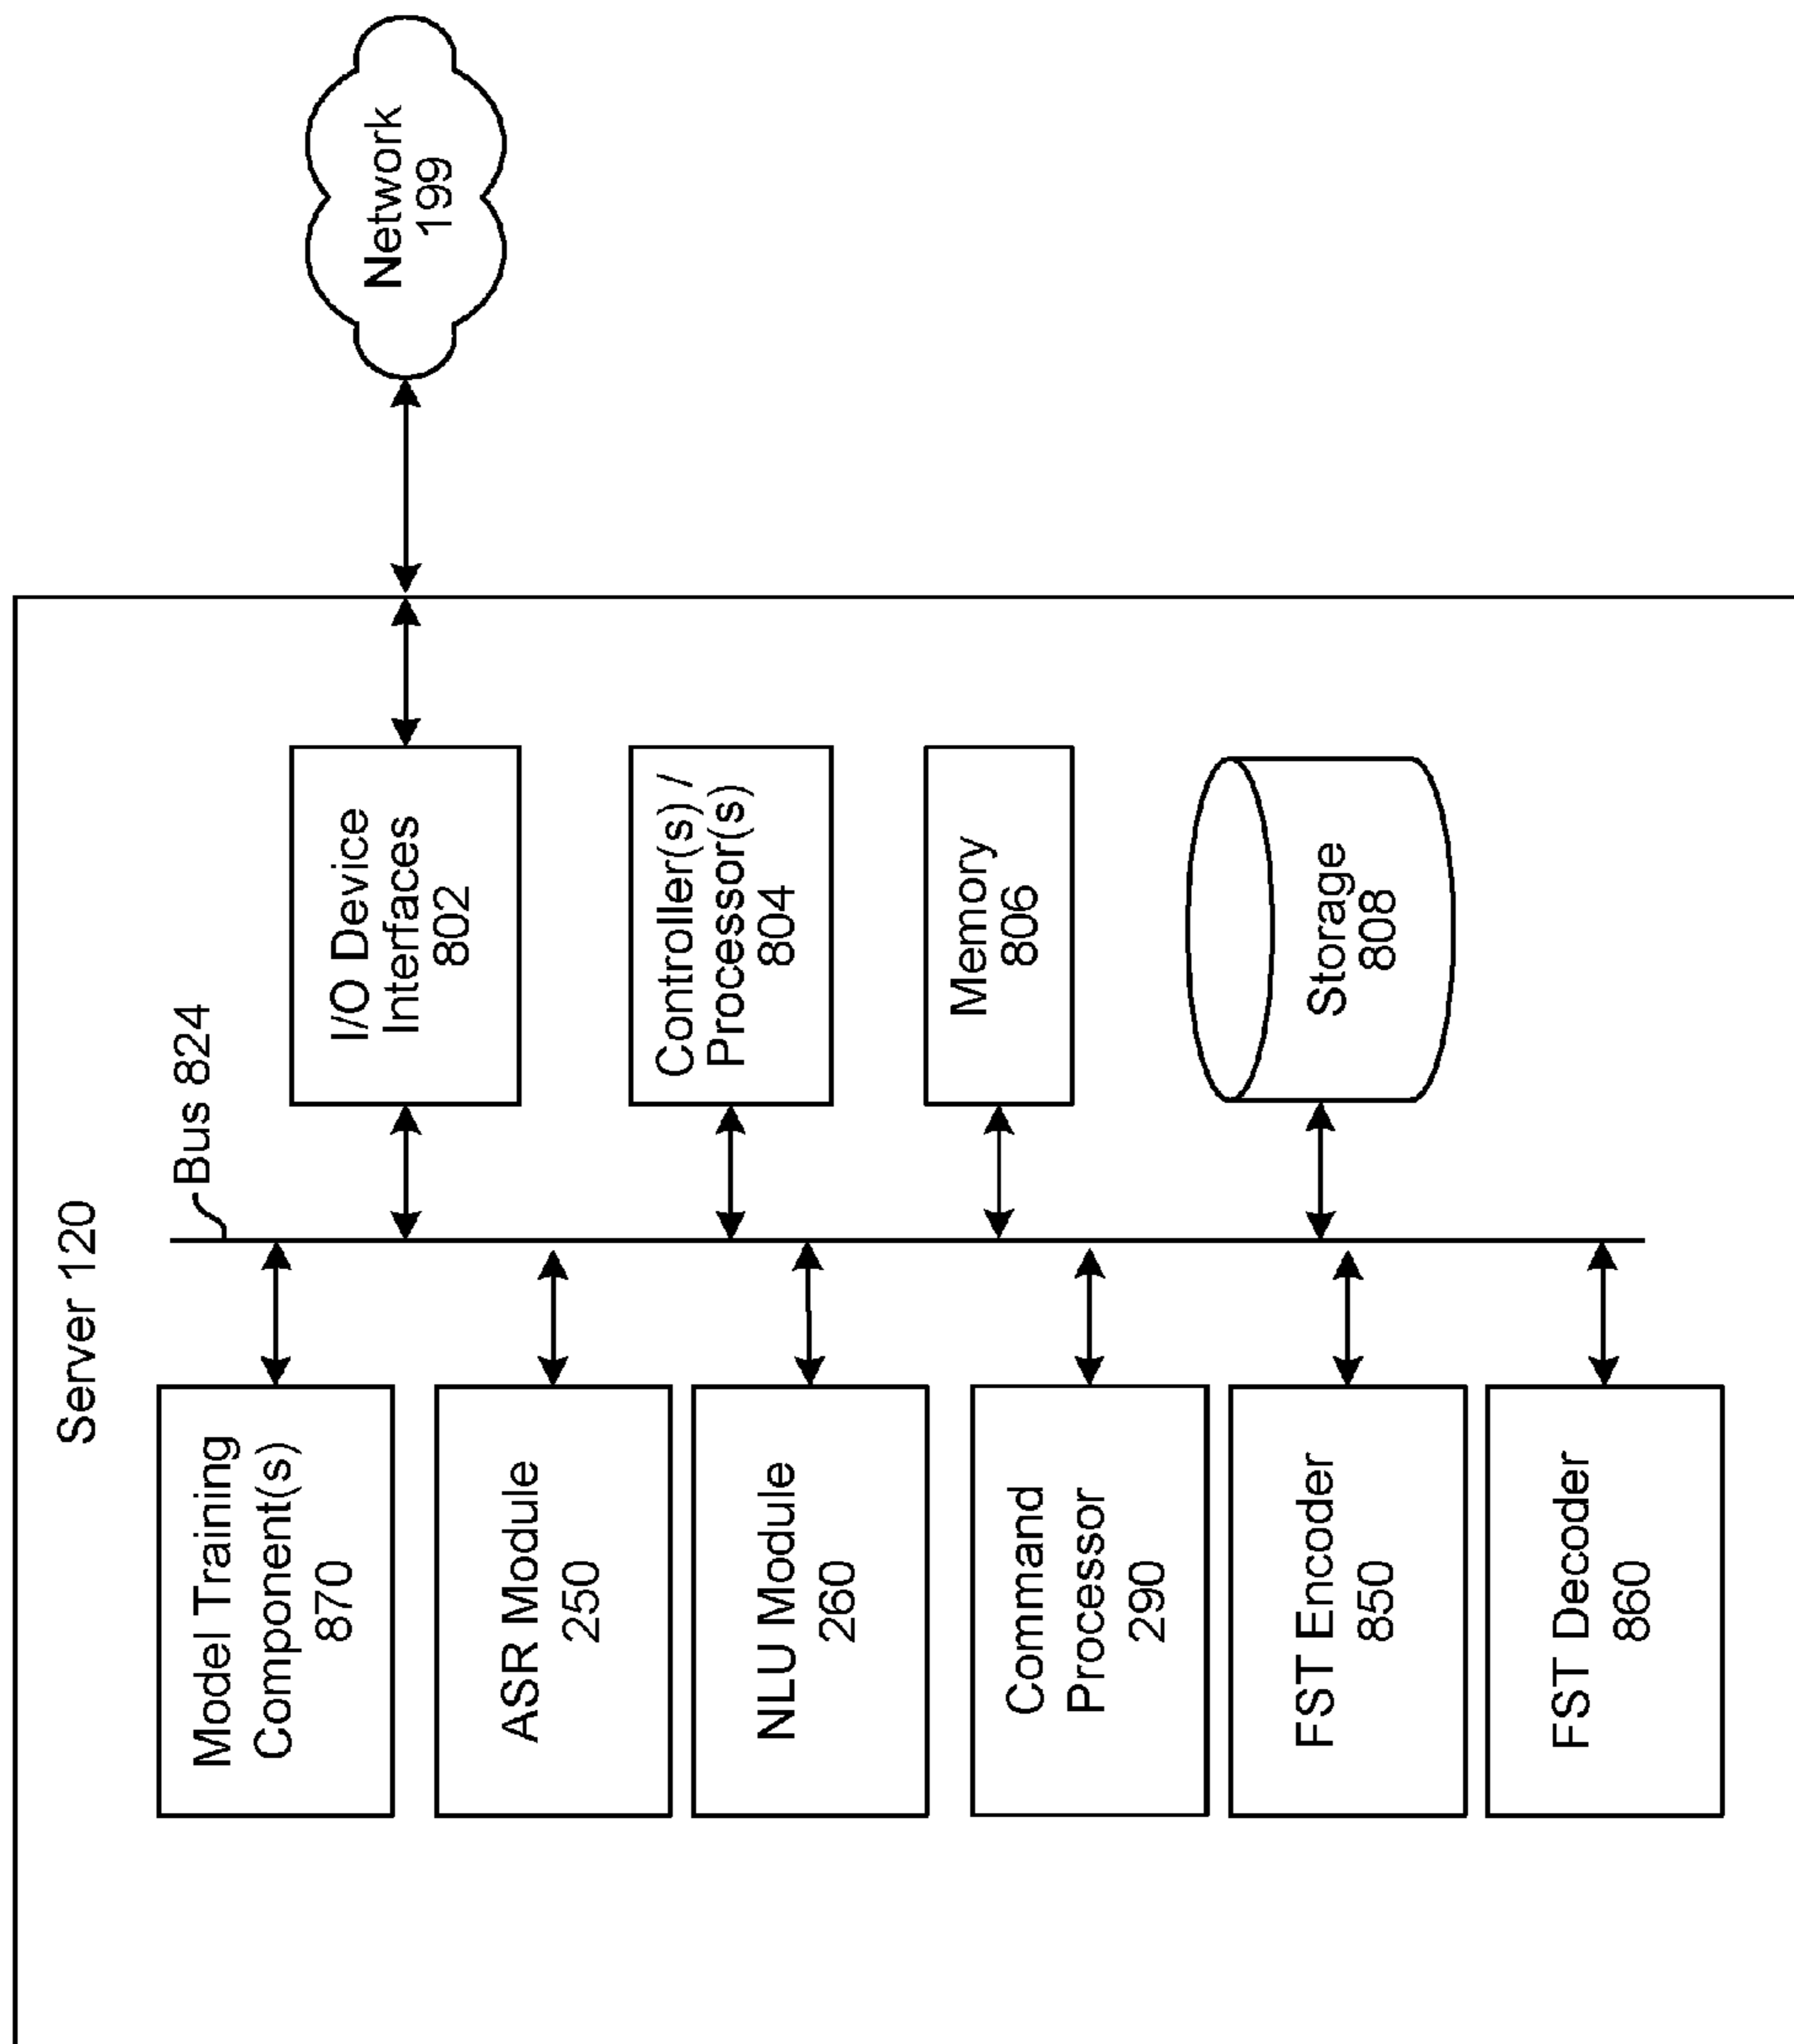 Server 120
Bus 824
Network
199
I/O Device
Interfaces
802
Controller(s) /
Processor(s)
804
Memory
806
Storage
808
Model Training
Component(s)
870
ASR Module
250
NLU Module
260
Command
Processor
290
FST Encoder
850
FST Decoder
860